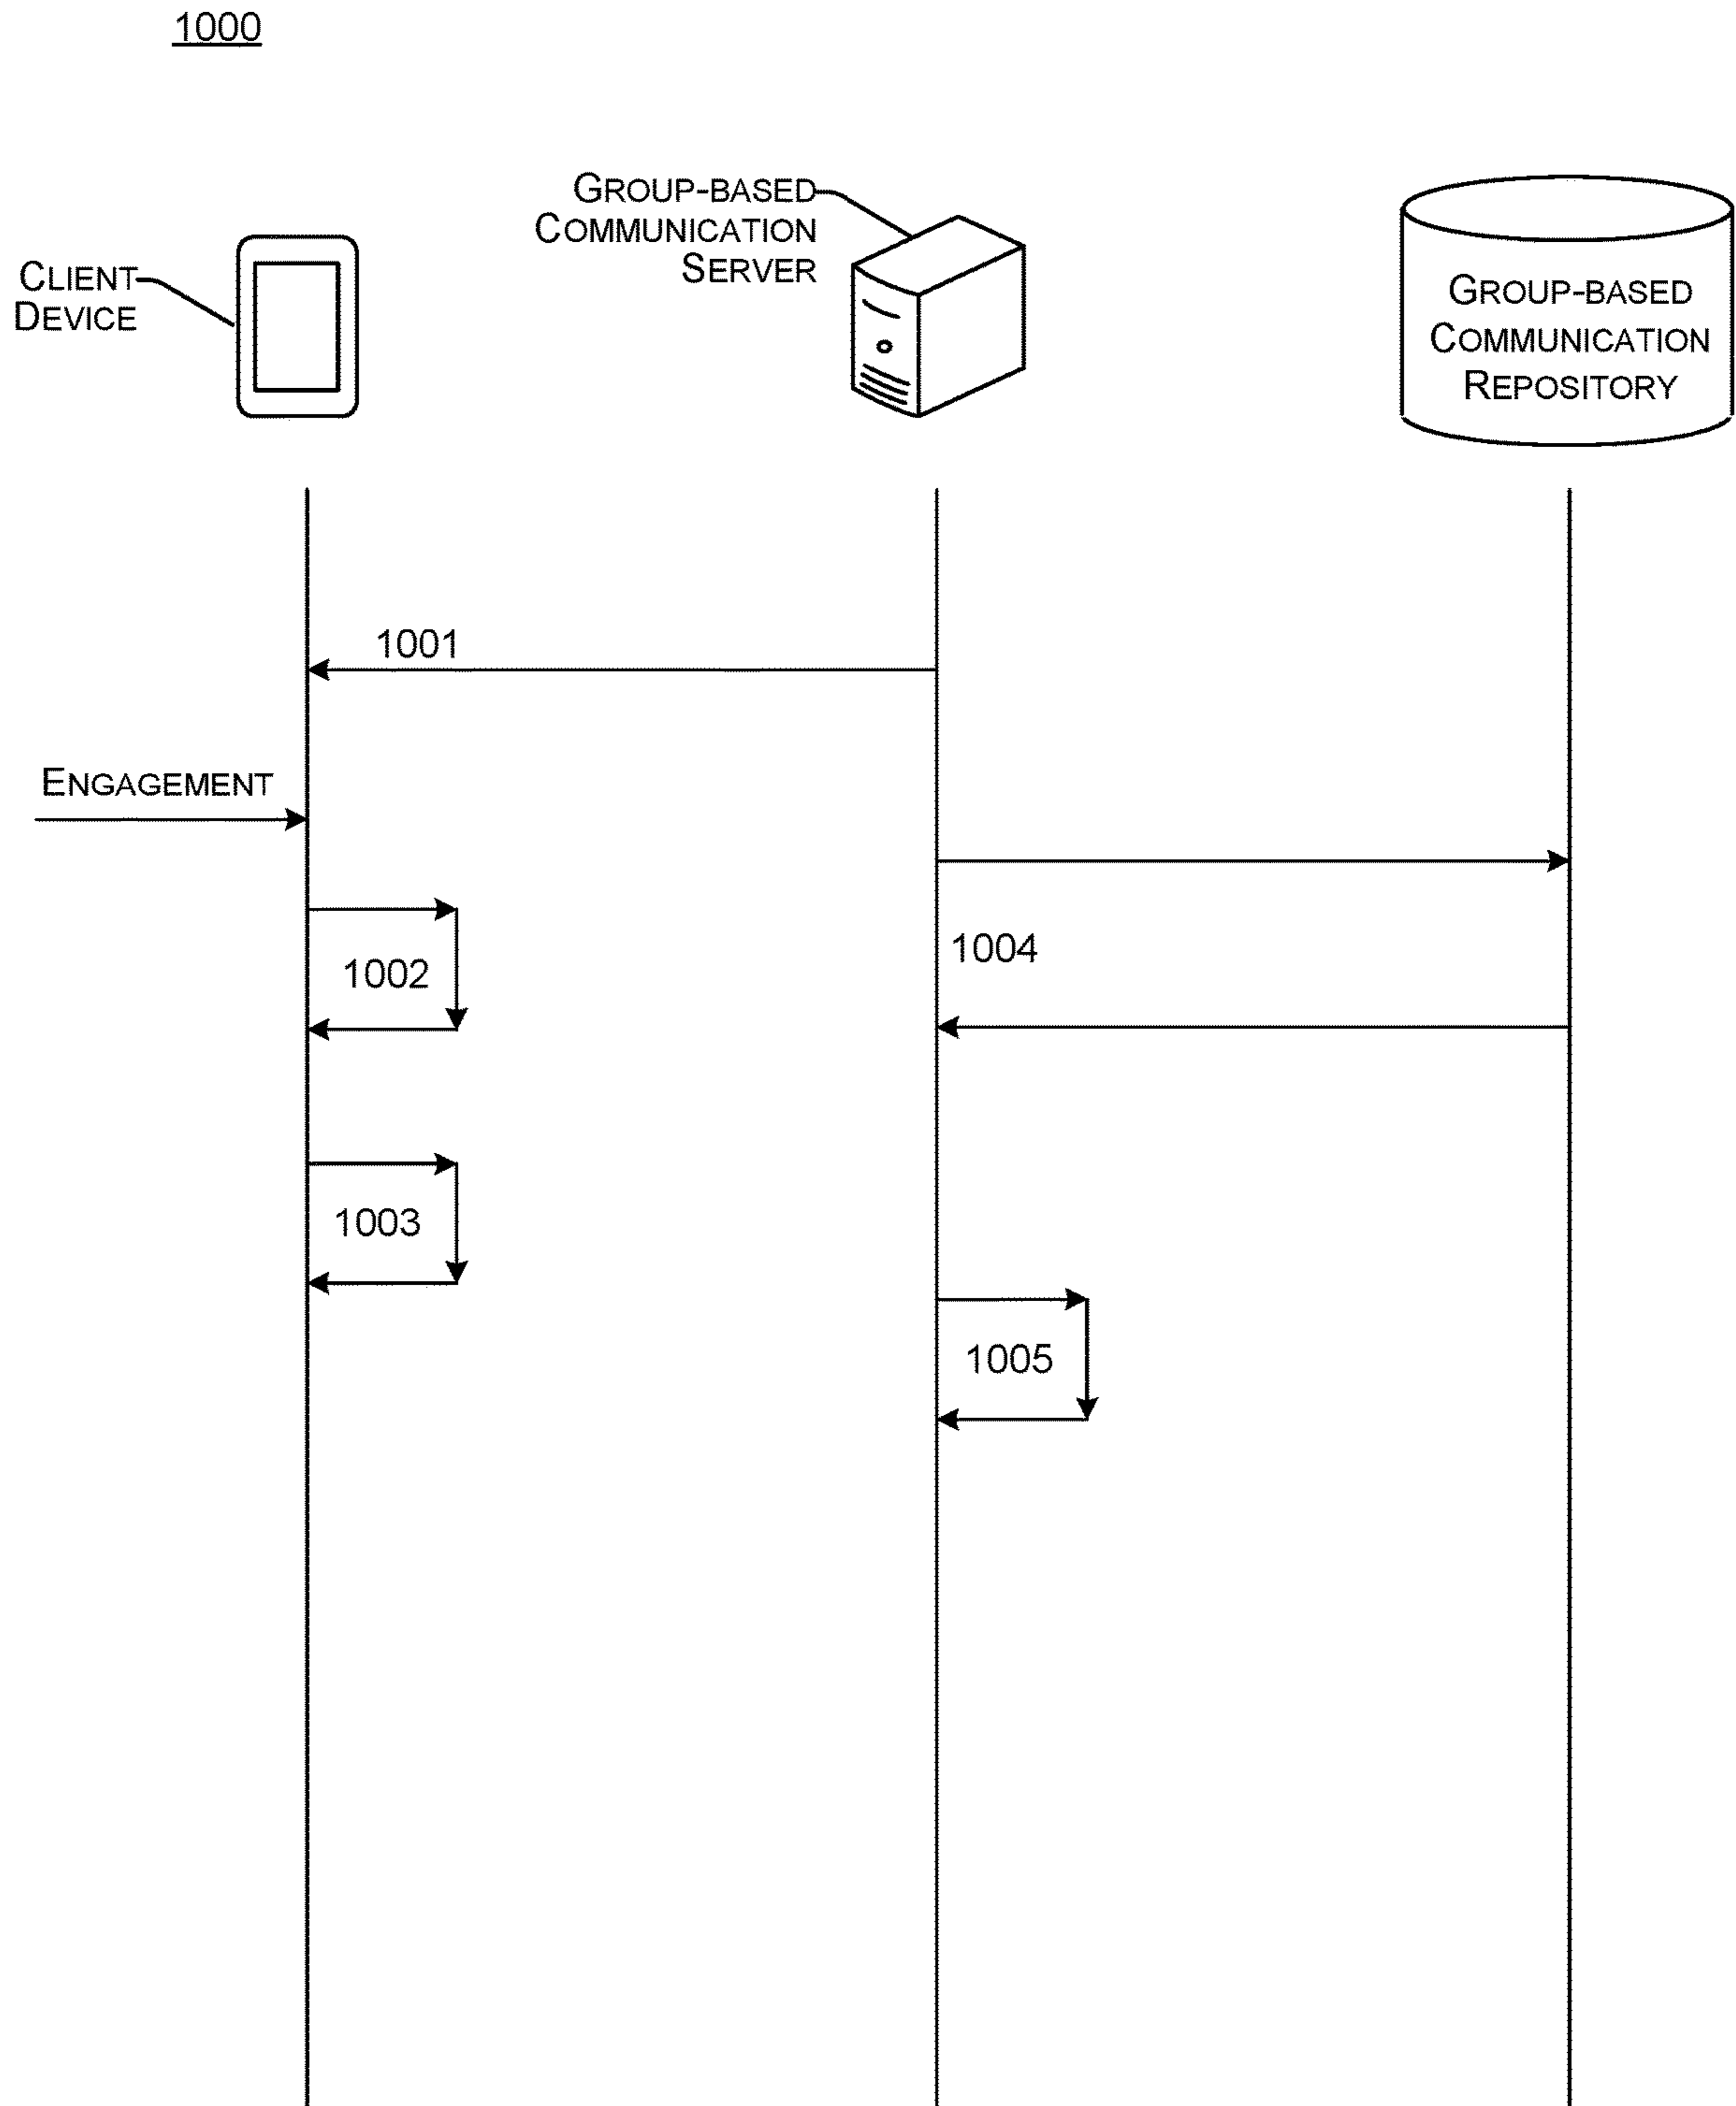 1000
CLIENT
DEVICE
GROUP-BASED
COMMUNICATION
SERVER
GROUP-BASED
COMMUNICATION
REPOSITORY
1001
ENGAGEMENT
1002
1004
1003
1005